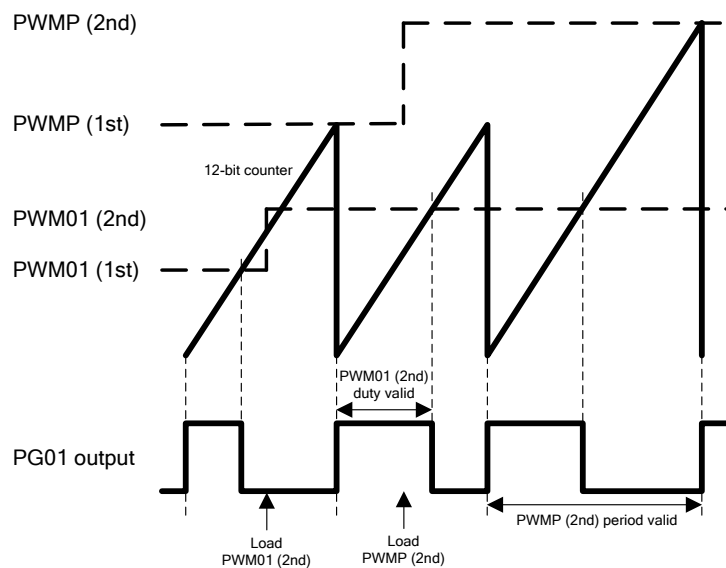 PWMP (2nd)
PWMP (1st)
12-bit counter
PWM01 (2nd)
PWM01 (1st)
PWM01 (2nd)
duty valid
PG01 output
PWMP (2nd) period valid
Load
PWM01 (2nd)
Load
PWMP (2nd)